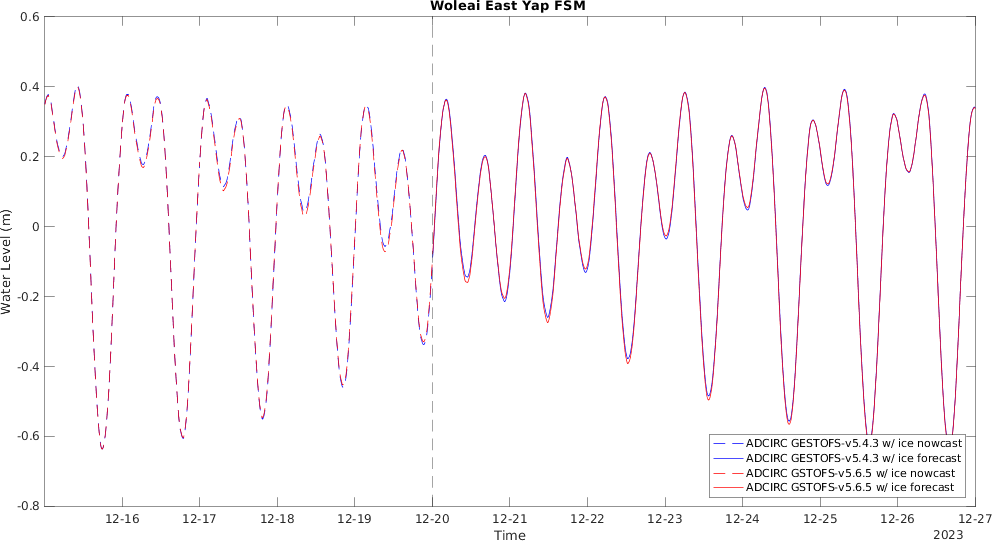 Woleai East Yap FSM
0.6
0.4
0.2
0
-0.2
-0.4
-0.6
-0.8
Water Level (m)
ADCIRC GESTOFS-v5.4.3 w/ ice nowcast
ADCIRC GESTOFS-v5.4.3 w/ ice forecast
ADCIRC GSTOFS-v5.6.5 w/ ice nowcast
ADCIRC GSTOFS-v5.6.5 w/ ice forecast
12-16 12-17 12-18 12-19 12-20 12-21 12-22 12-23 12-24 12-25 12-26 12-27
Time
2023